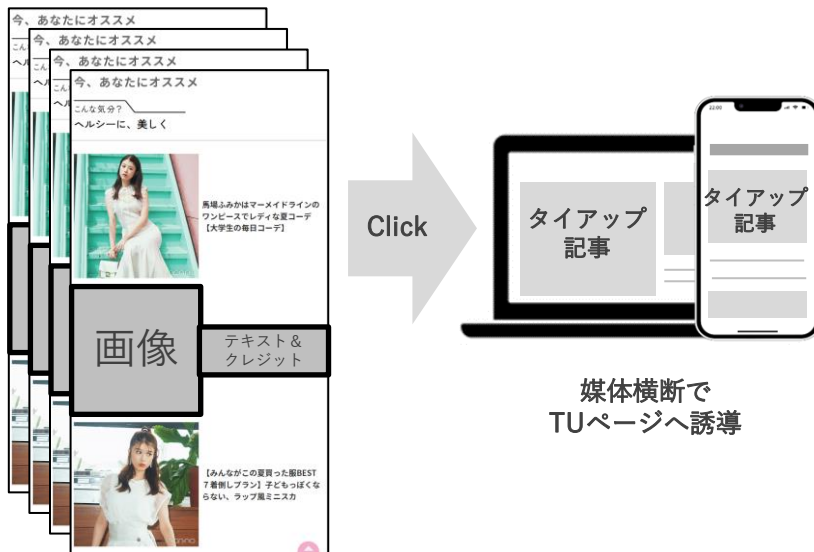 今、あなたにオススメ
今、あなたにオススメ
今、あなたにオススメ
今、あなたにオススメ
こんな気分？
ヘルシーに、美しく
馬場ふみかはマーメイドラインの
ワンピースでレディな夏コーデ
【大学生の毎日コーデ】
画像
テキスト＆
クレジット
【みんながこの夏買った服BEST
７着倒しプラン】子どもっぽくな
らない、ラップ風ミニスカ
Click
タイアップ
記事
タイアップ
記事
媒体横断で
TUページへ誘導